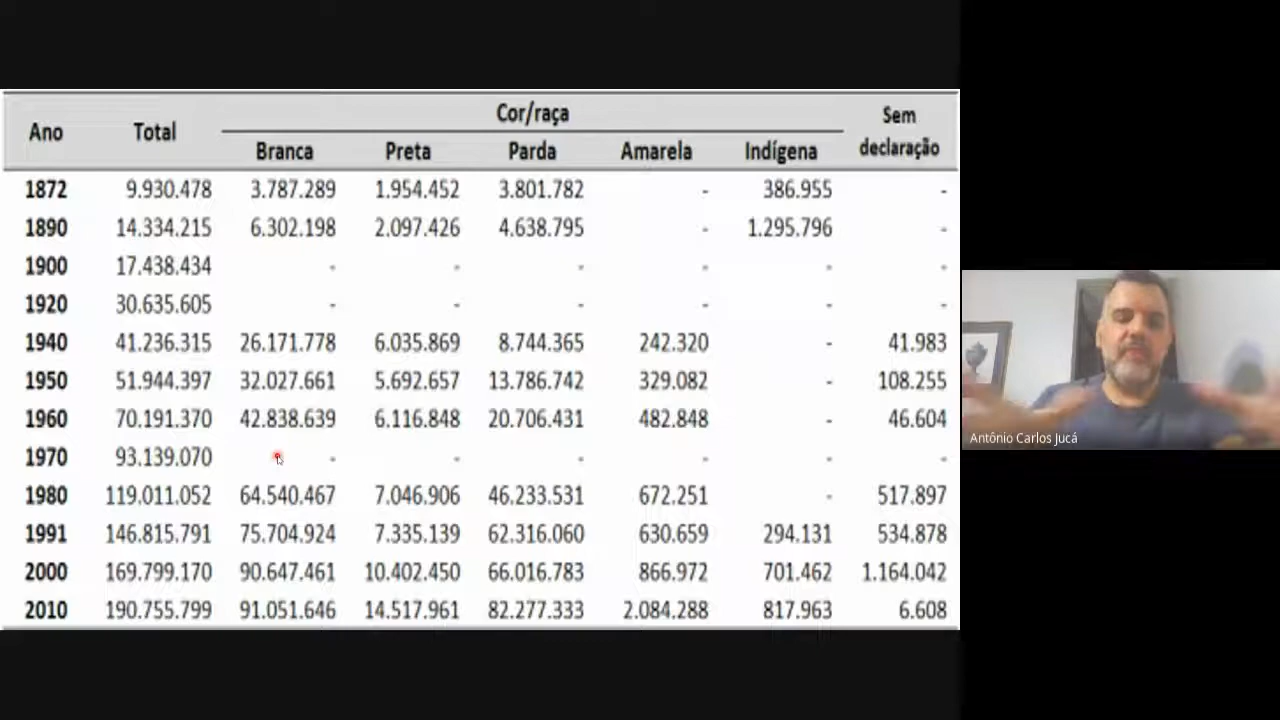 Ano Total Cor/raça Sem declaração
Branca Preta Parda Amarela Indígena
1872 9.930.478 3.787.289 1.954.452 3.801.782 - 386.955 -
1890 14.334.215 6.302.198 2.097.426 4.638.795 - 1.295.796 -
1900 17.438.434 - - - - - -
1920 30.635.605 - - - - - -
1940 41.236.315 26.171.778 6.035.869 8.744.365 242.320 - 41.983
1950 51.944.397 32.027.661 5.692.657 13.786.742 329.082 - 108.255
1960 70.191.370 42.838.639 6.116.848 20.706.431 482.848 - 46.604
1970 93.139.070 - - - - - -
1980 119.011.052 64.540.467 7.046.906 46.233.531 672.251 - 517.897
1991 146.815.791 75.704.924 7.335.139 62.316.060 630.659 294.131 534.878
2000 169.799.170 90.647.461 10.402.450 66.016.783 866.972 701.462 1.164.042
2010 190.755.799 91.051.646 14.517.961 82.277.333 2.084.288 817.963 6.608
Antônio Carlos Jucá